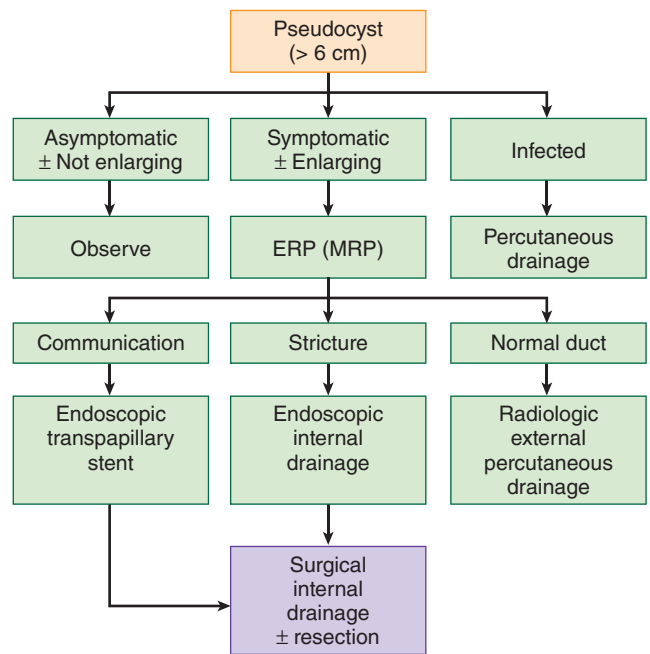 Pseudocyst
(> 6 cm)
Asymptomatic
± Not enlarging
Symptomatic
± Enlarging
Infected
Observe
ERP (MRP)
Percutaneous
drainage
Communication
Stricture
Normal duct
Endoscopic
transpapillary
stent
Endoscopic
internal
drainage
Radiologic
external
percutaneous
drainage
Surgical
internal
drainage
± resection